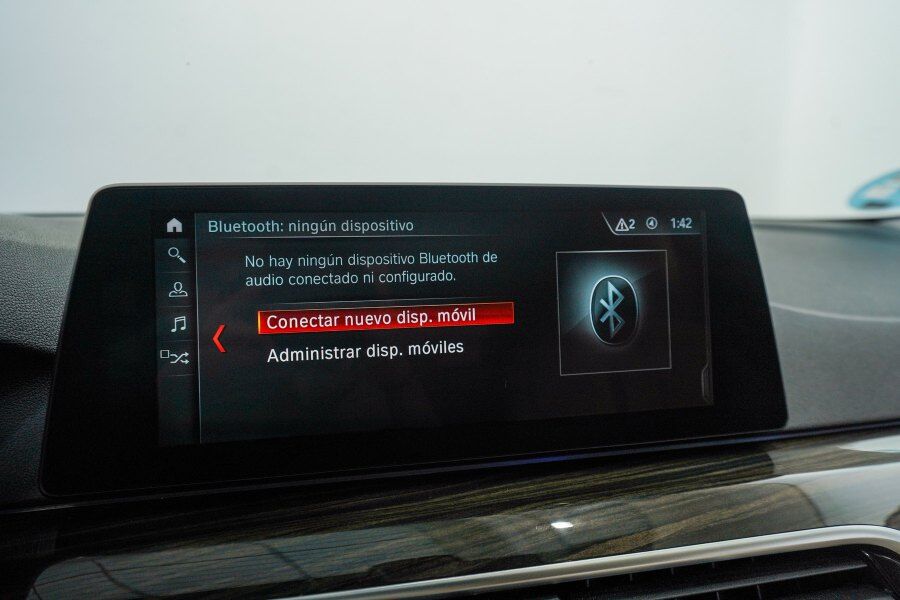 Bluetooth: ningún dispositivo
2 1:42
No hay ningún dispositivo Bluetooth de
audio conectado ni configurado.
Conectar nuevo disp. móvil
Administrar disp. móviles